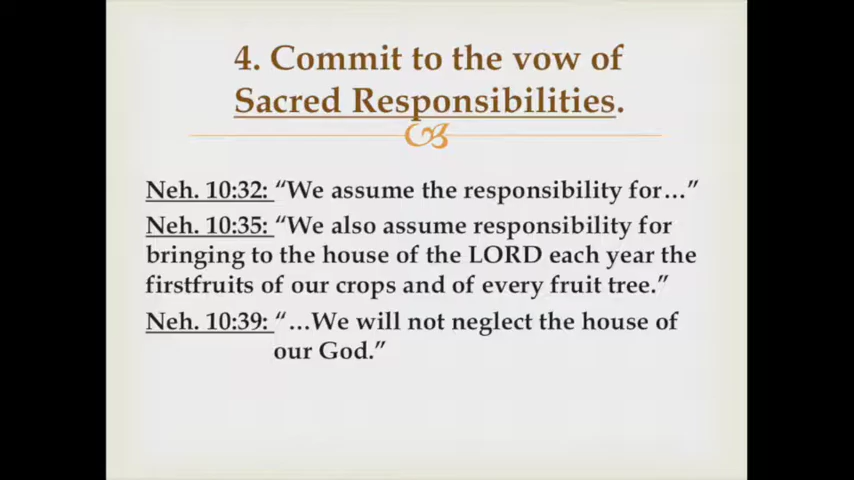 4. Commit to the vow of
Sacred Responsibilities.
Neh. 10:32: “We assume the responsibility for…”
Neh. 10:35: “We also assume responsibility for
bringing to the house of the LORD each year the
firstfruits of our crops and of every fruit tree.”
Neh. 10:39: “…We will not neglect the house of
our God.”